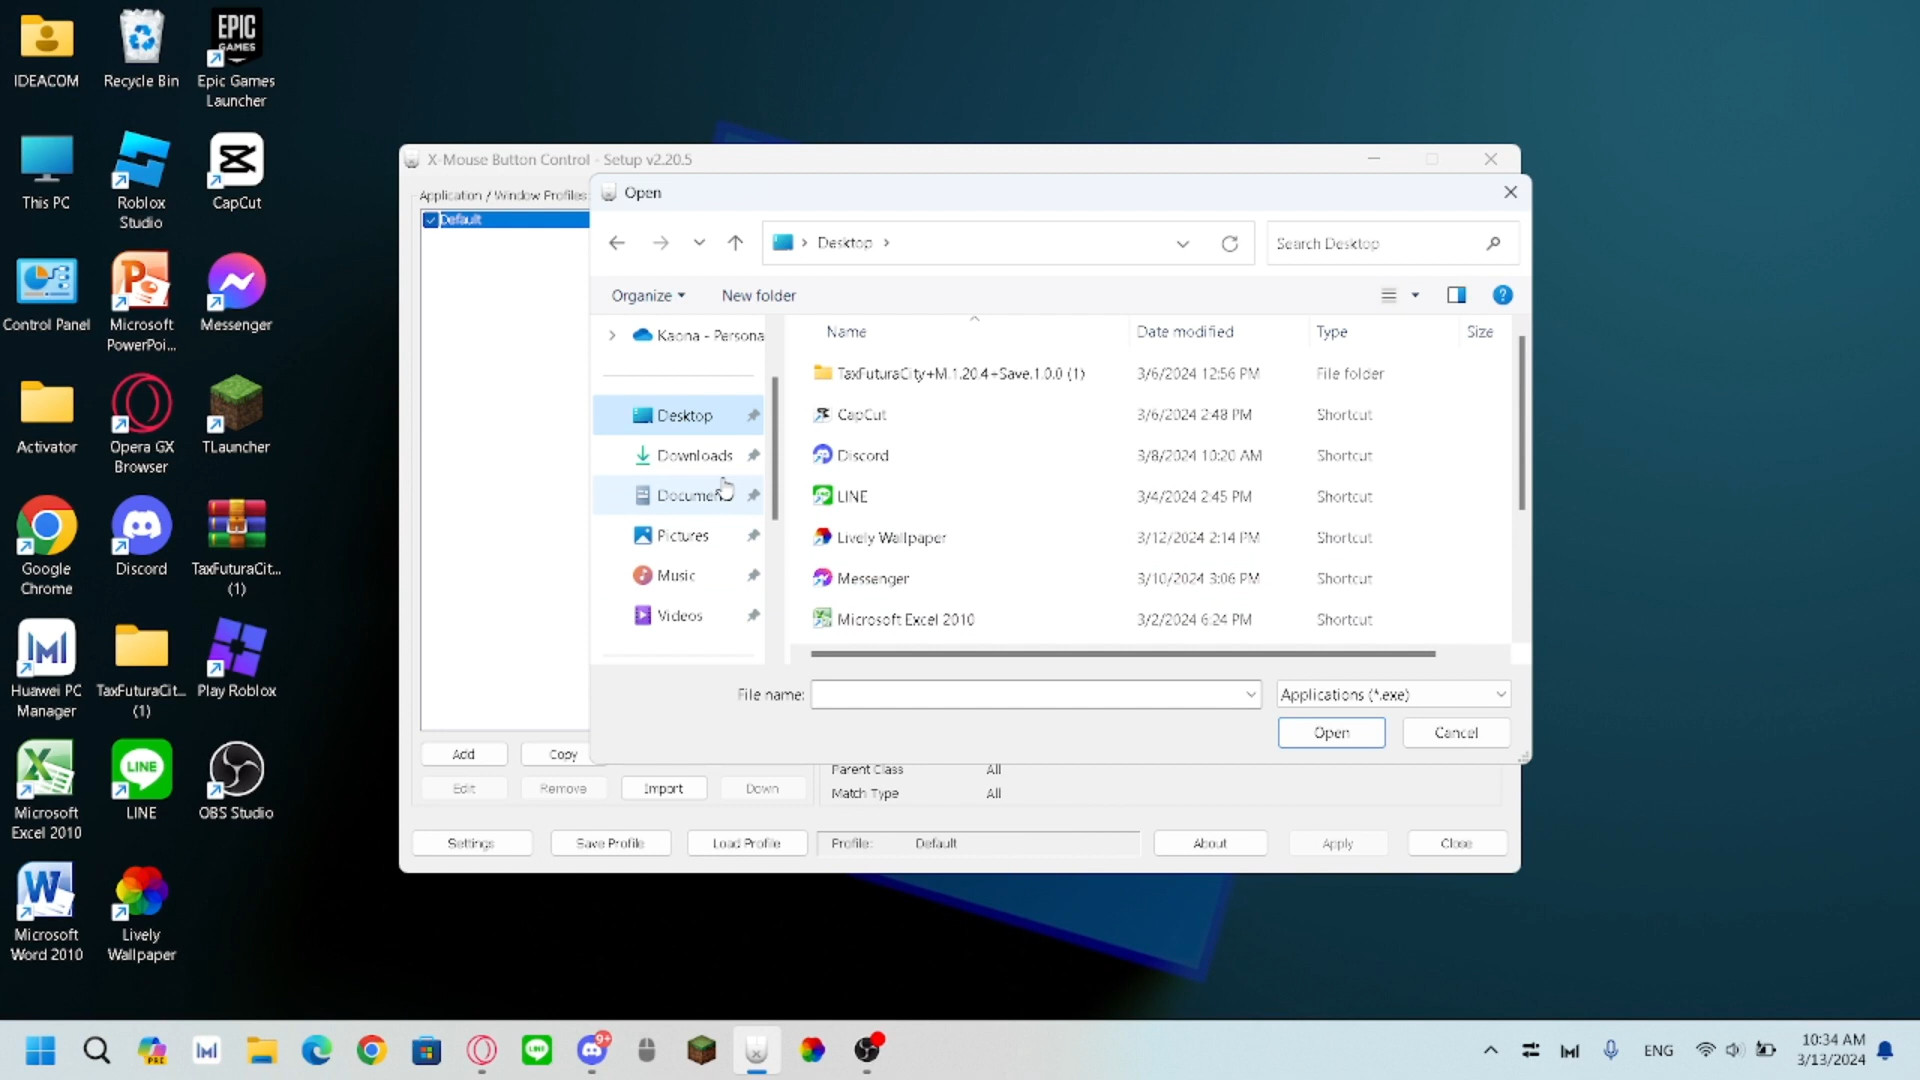 IDEACOM
Recycle Bin
EPIC
GAMES
Epic Games
Launcher
This PC
Roblox
Studio
CapCut
Control Panel
Microsoft
PowerPoi...
Messenger
Activator
Opera GX
Browser
TLauncher
Google
Chrome
Discord
TaxFuturaCit...
(1)
Huawei PC
Manager
TaxFuturaCit...
(1)
Play Roblox
Microsoft
Excel 2010
LINE
LINE
OBS Studio
Microsoft
Word 2010
Lively
Wallpaper
X-Mouse Button Control - Setup v2.20.5
Application / Window Profiles
Default
Open
Desktop
Search Desktop
Organize
New folder
Kaona - Persona
Desktop
Downloads
Documen
Pictures
Music
Videos
Name Date modified Type Size
TaxFuturaCity+M.1.20.4+Save.1.0.0 (1) 3/6/2024 12:56 PM File folder
CapCut 3/6/2024 2:48 PM Shortcut
Discord 3/8/2024 10:20 AM Shortcut
LINE 3/4/2024 2:45 PM Shortcut
Lively Wallpaper 3/12/2024 2:14 PM Shortcut
Messenger 3/10/2024 3:06 PM Shortcut
Microsoft Excel 2010 3/2/2024 6:24 PM Shortcut
File name:
Applications (*.exe)
Open
Cancel
Add
Copy
Edit
Remove
Import
Down
Parent Class All
Match Type All
Settings
Save Profile
Load Profile
Profile: Default
About
Apply
Close
PRE
9+
ENG
10:34 AM
3/13/2024